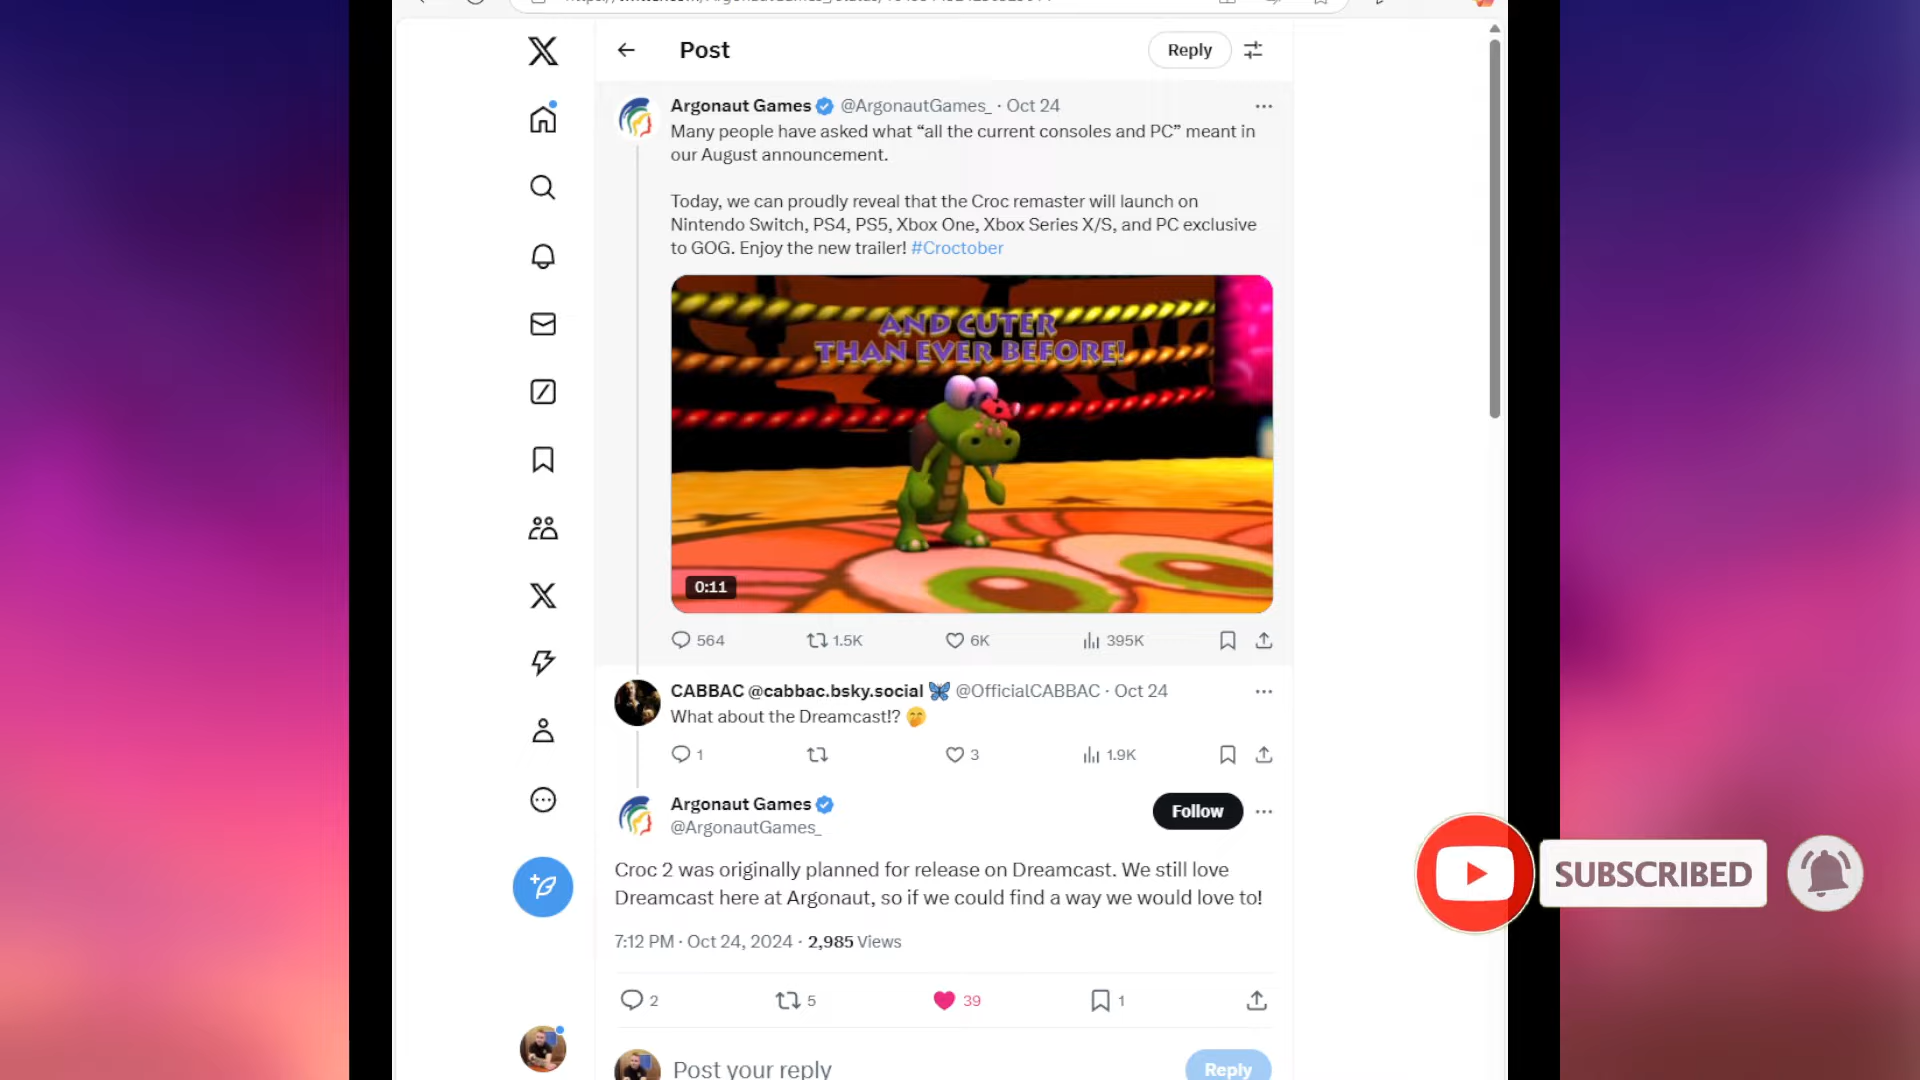 Post
Reply
Argonaut Games @ArgonautGames_ · Oct 24
Many people have asked what “all the current consoles and PC” meant in
our August announcement.
Today, we can proudly reveal that the Croc remaster will launch on
Nintendo Switch, PS4, PS5, Xbox One, Xbox Series X/S, and PC exclusive
to GOG. Enjoy the new trailer! #Croctober
AND CUTER
THAN EVER BEFORE!
0:11
564 1.5K 6K 395K
CABBAC @cabbac.bsky.social 🦋 @OfficialCABBAC · Oct 24
What about the Dreamcast!? 🤭
1 3 1.9K
Argonaut Games
@ArgonautGames_
Follow
Croc 2 was originally planned for release on Dreamcast. We still love
Dreamcast here at Argonaut, so if we could find a way we would love to!
SUBSCRIBED
7:12 PM · Oct 24, 2024 · 2,985 Views
2 5 39 1
Post your reply
Reply